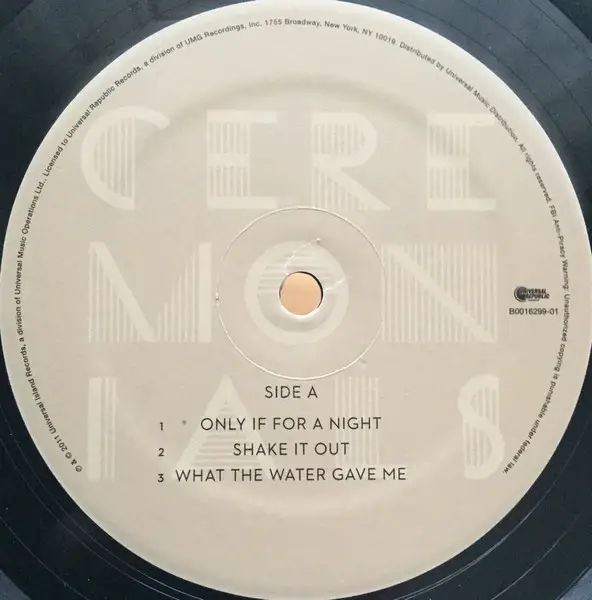 ℗ & © 2011 Universal Island Records, a division of Universal Music Operations Ltd., Licensed to Universal Republic Records, a division of UMG Recordings, Inc. 1755 Broadway, New York, NY 10019. Distributed by Universal Music Distribution. All rights reserved. FBI Anti-Piracy Warning: Unauthorized copying is punishable under federal law.
CERE
MON
IALS
UNIVERSAL
REPUBLIC
B0016299-01
SIDE A
1 ONLY IF FOR A NIGHT
2 SHAKE IT OUT
3 WHAT THE WATER GAVE ME